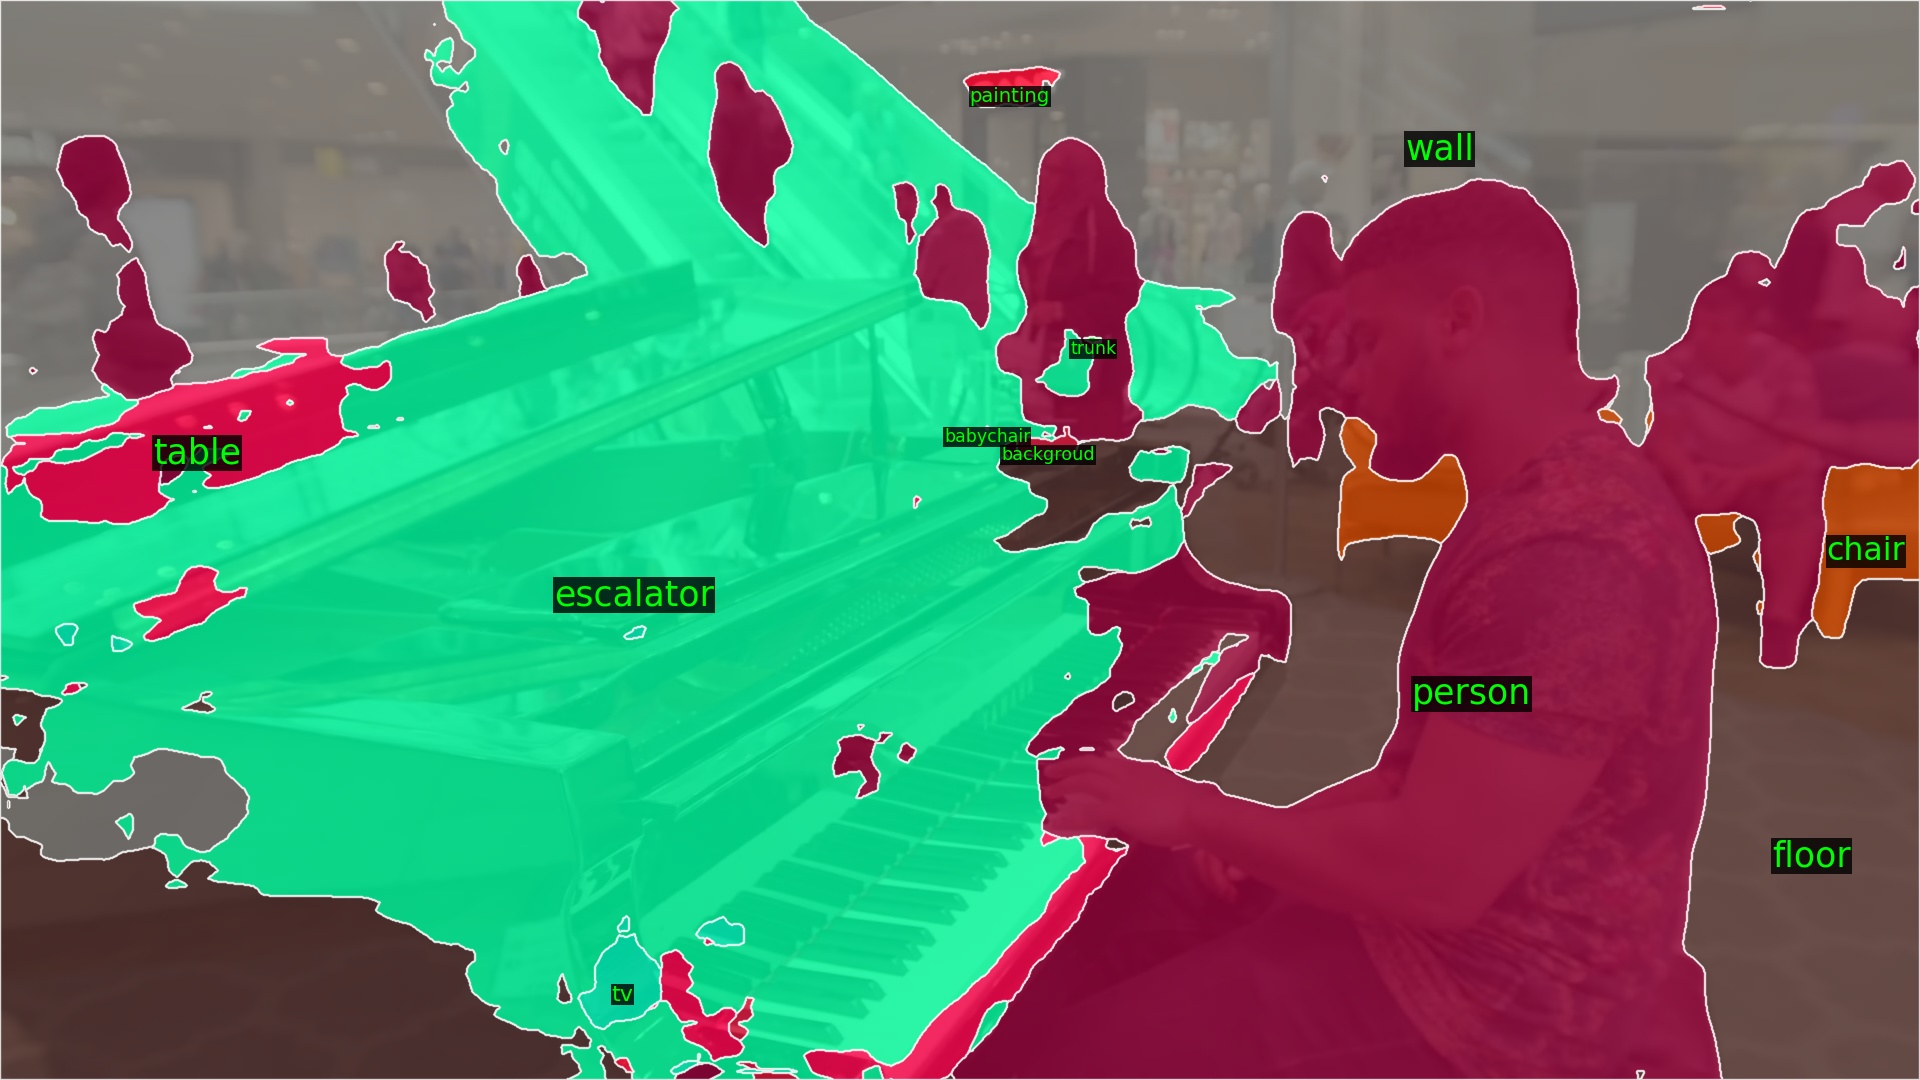 painting
wall
trunk
babychair
backgroud
table
chair
escalator
person
floor
tv